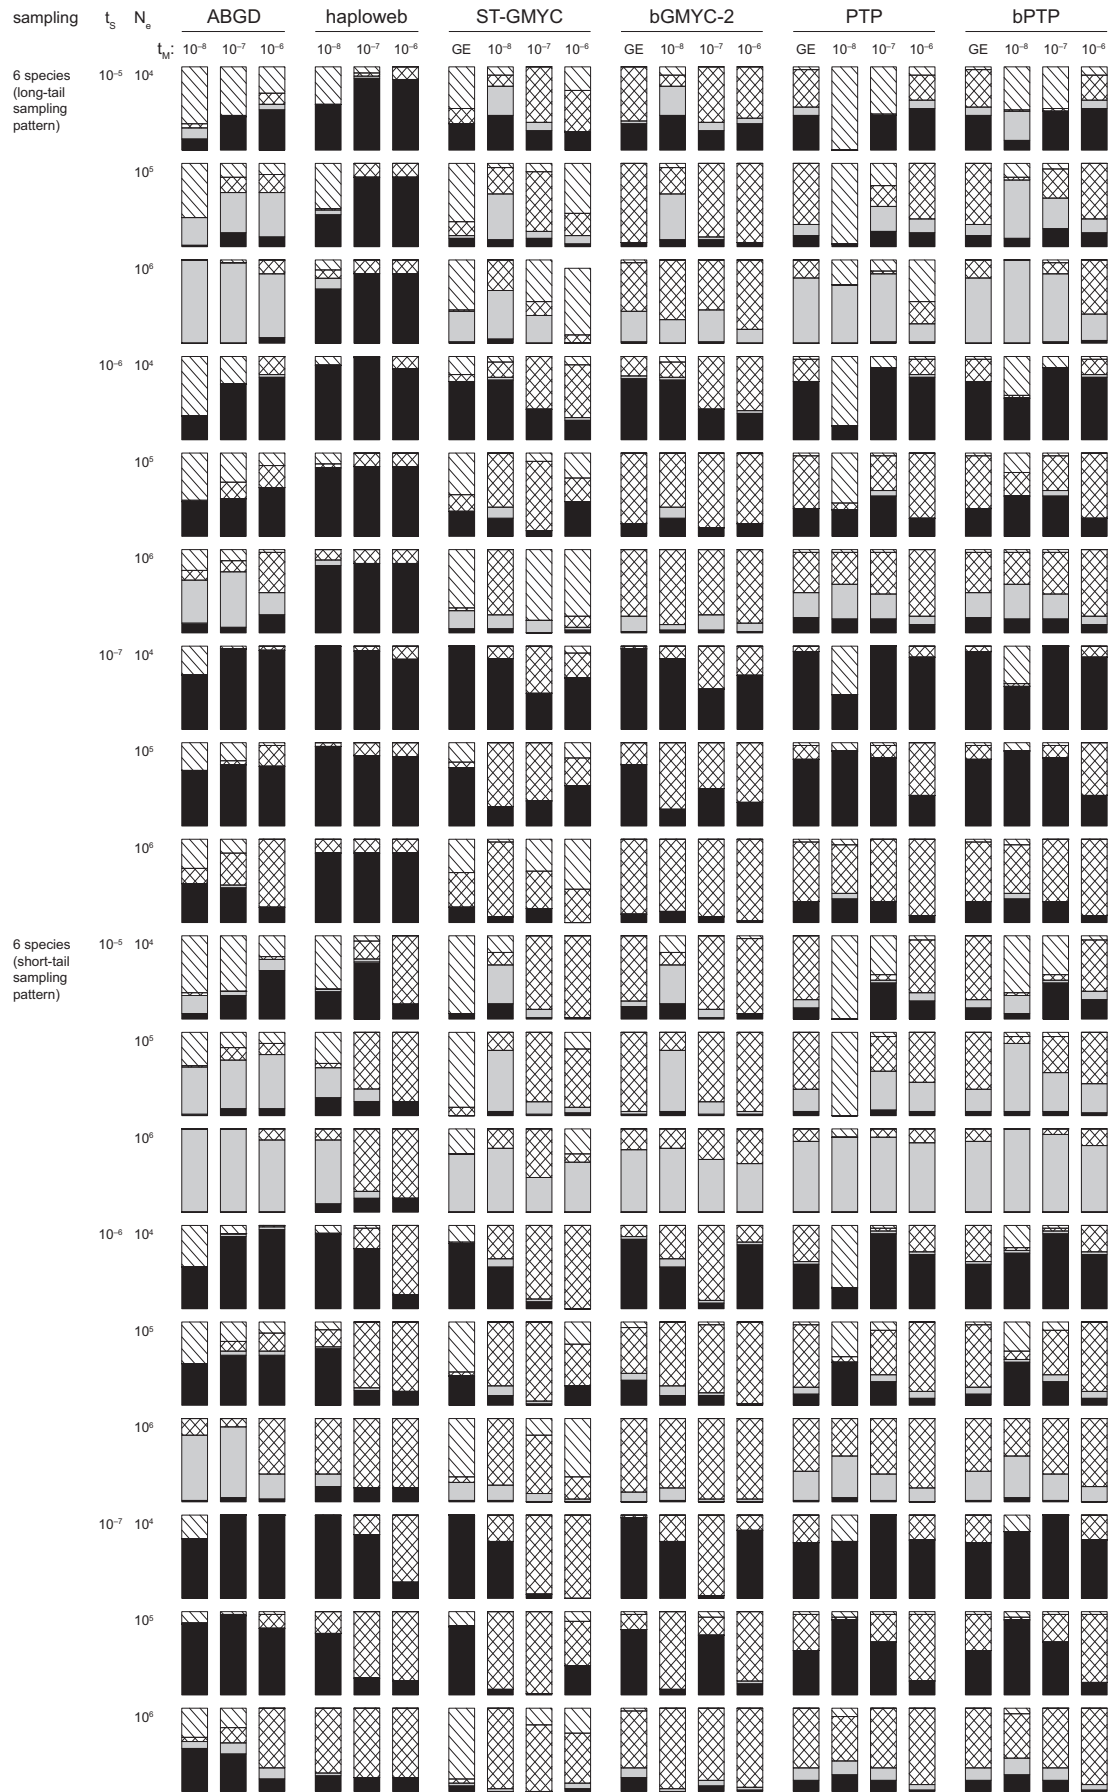 sampling tS Ne ABGD haploweb ST-GMYC bGMYC-2 PTP bPTP
tM: 10⁻⁸ 10⁻⁷ 10⁻⁶ 10⁻⁸ 10⁻⁷ 10⁻⁶ GE 10⁻⁸ 10⁻⁷ 10⁻⁶ GE 10⁻⁸ 10⁻⁷ 10⁻⁶ GE 10⁻⁸ 10⁻⁷ 10⁻⁶ GE 10⁻⁸ 10⁻⁷ 10⁻⁶
6 species 10⁻⁵ 10⁴
(long-tail
sampling
pattern)
10⁵
10⁶
10⁻⁶ 10⁴
10⁵
10⁶
10⁻⁷ 10⁴
10⁵
10⁶
6 species 10⁻⁵ 10⁴
(short-tail
sampling
pattern)
10⁵
10⁶
10⁻⁶ 10⁴
10⁵
10⁶
10⁻⁷ 10⁴
10⁵
10⁶